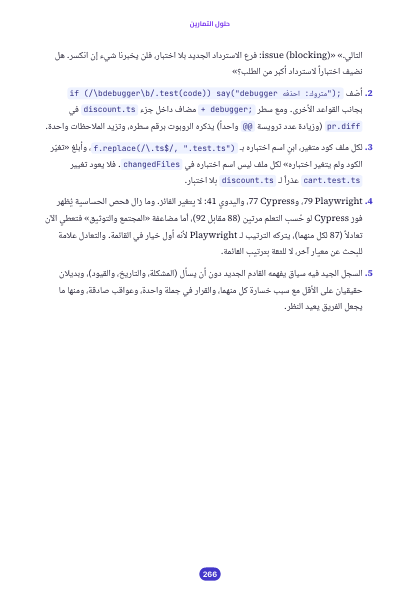 حلول التمارين
التالي.» «issue (blocking): فرع الاسترداد الجديد بلا اختبار، فلن يخبرنا شيء إن انكسر. هل
نضيف اختباراً لاسترداد أكبر من الطلب؟»
2. أضف if (/\bdebugger\b/.test(code)) say("debugger متروك: احذفه");
بجانب القواعد الأخرى. ومع سطر + debugger; مضاف داخل جزء discount.ts في
pr.diff (وزيادة عدد ترويسة @@ واحداً) يذكره الروبوت برقم سطره، وتزيد الملاحظات واحدة.
3. لكل ملف كود متغير، ابنِ اسم اختباره بـ f.replace(/\.ts$/, ".test.ts")، وأبلغ «تغيّر
الكود ولم يتغير اختباره» لكل ملف ليس اسم اختباره في changedFiles. فلا يعود تغيير
cart.test.ts عذراً لـ discount.ts بلا اختبار.
4. Playwright 79، وCypress 77، واليدوي 41: لا يتغير الفائز. وما زال فحص الحساسية يُظهر
فوز Cypress لو حُسب التعلم مرتين (88 مقابل 92)، أما مضاعفة «المجتمع والتوثيق» فتعطي الآن
تعادلاً (87 لكل منهما)، يتركه الترتيب لـ Playwright لأنه أول خيار في القائمة. والتعادل علامة
للبحث عن معيار آخر، لا للثقة بترتيب القائمة.
5. السجل الجيد فيه سياق يفهمه القادم الجديد دون أن يسأل (المشكلة، والتاريخ، والقيود)، وبديلان
حقيقيان على الأقل مع سبب خسارة كل منهما، والقرار في جملة واحدة، وعواقب صادقة، ومنها ما
يجعل الفريق يعيد النظر.
266